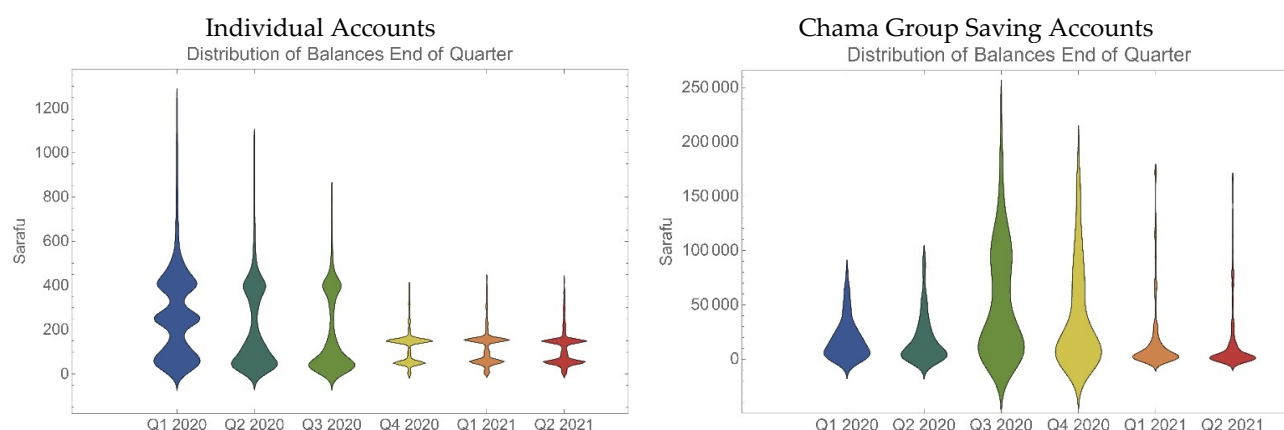 Individual Accounts
Distribution of Balances End of Quarter
1200
1000
800
600
400
200
0
Sarafu
Q1 2020 Q2 2020 Q3 2020 Q4 2020 Q1 2021 Q2 2021
Chama Group Saving Accounts
Distribution of Balances End of Quarter
250 000
200 000
150 000
100 000
50 000
0
Sarafu
Q1 2020 Q2 2020 Q3 2020 Q4 2020 Q1 2021 Q2 2021